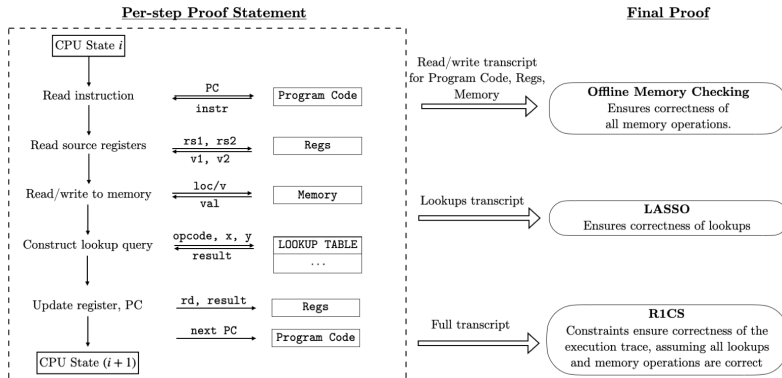 Per-step Proof Statement
Final Proof
CPU State i
Read instruction
PC
instr
Program Code
Read source registers
rs1, rs2
v1, v2
Regs
Read/write to memory
loc/v
val
Memory
Construct lookup query
opcode, x, y
result
LOOKUP TABLE
...
Update register, PC
rd, result
Regs
next PC
Program Code
CPU State (i + 1)
Read/write transcript
for Program Code, Regs,
Memory
Offline Memory Checking
Ensures correctness of
all memory operations.
Lookups transcript
LASSO
Ensures correctness of lookups
Full transcript
R1CS
Constraints ensure correctness of the
execution trace, assuming all lookups
and memory operations are correct